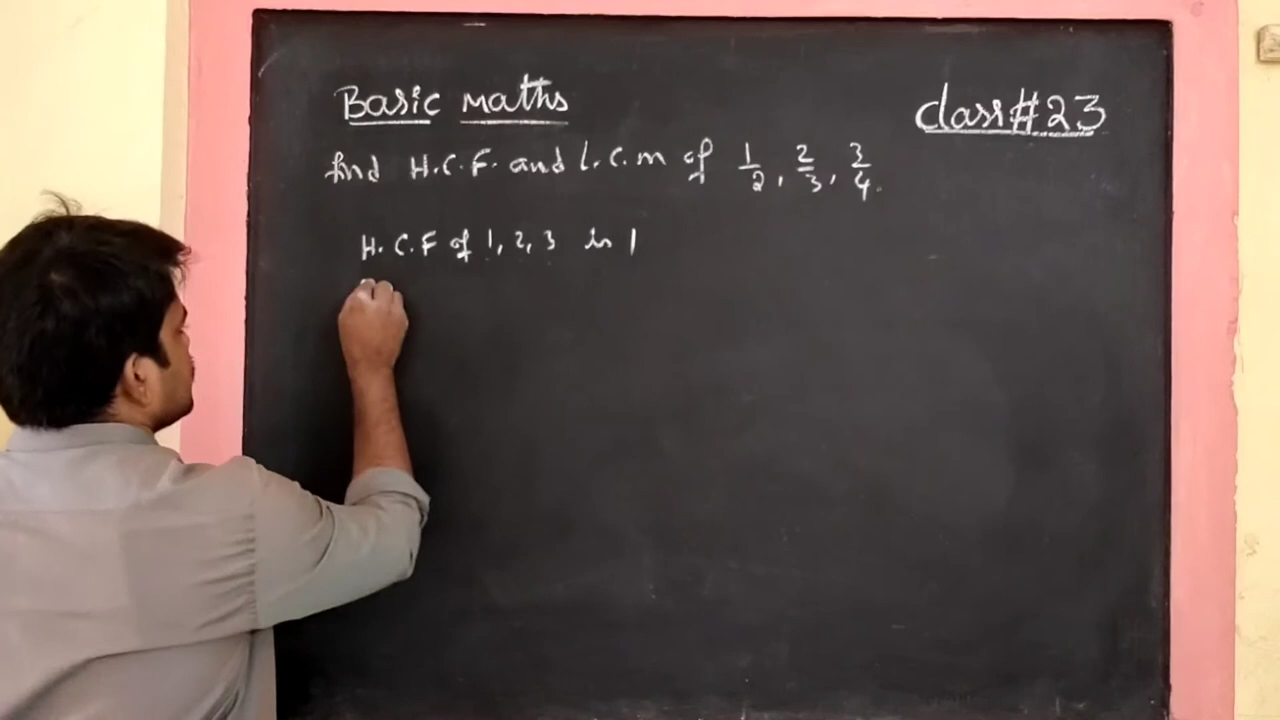 Basic maths
class#23
find H.C.F. and L.C.m of 1/2, 2/3, 3/4.
H.C.F of 1, 2, 3 is 1